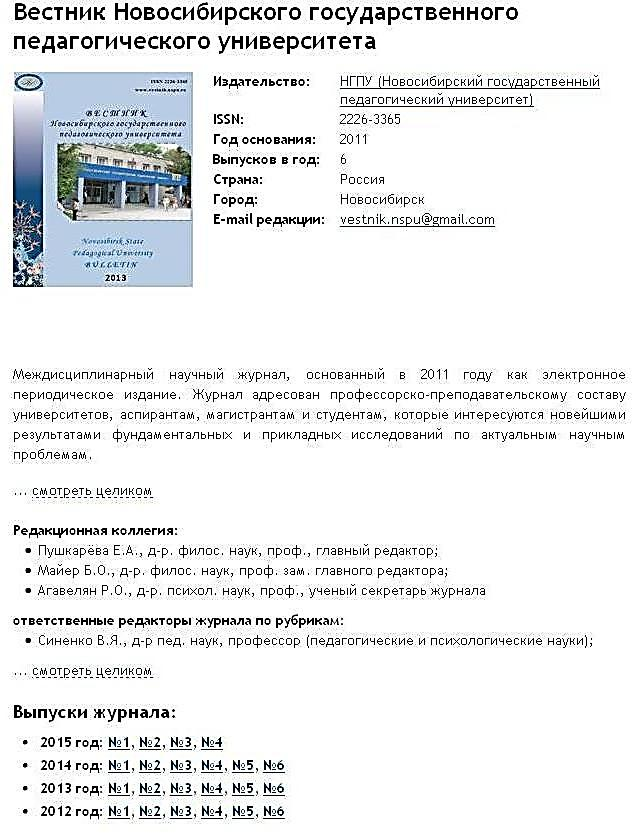 Вестник Новосибирского государственного
педагогического университета
ISSN 2226-3365
www.vestnik.nspu.ru
ВЕСТНИК
Новосибирского государственного
педагогического университета
Novosibirsk State
Pedagogical University
BULLETIN
2013
Издательство: НГПУ (Новосибирский государственный
педагогический университет)
ISSN: 2226-3365
Год основания: 2011
Выпусков в год: 6
Страна: Россия
Город: Новосибирск
E-mail редакции: vestnik.nspu@gmail.com
Междисциплинарный научный журнал, основанный в 2011 году как электронное
периодическое издание. Журнал адресован профессорско-преподавательскому составу
университетов, аспирантам, магистрантам и студентам, которые интересуются новейшими
результатами фундаментальных и прикладных исследований по актуальным научным
проблемам.
... смотреть целиком
Редакционная коллегия:
• Пушкарёва Е.А., д-р. филос. наук, проф., главный редактор;
• Майер Б.О., д-р. филос. наук, проф. зам. главного редактора;
• Агавелян Р.О., д-р. психол. наук, проф., ученый секретарь журнала
ответственные редакторы журнала по рубрикам:
• Синенко В.Я., д-р пед. наук, профессор (педагогические и психологические науки);
... смотреть целиком
Выпуски журнала:
• 2015 год: №1, №2, №3, №4
• 2014 год: №1, №2, №3, №4, №5, №6
• 2013 год: №1, №2, №3, №4, №5, №6
• 2012 год: №1, №2, №3, №4, №5, №6